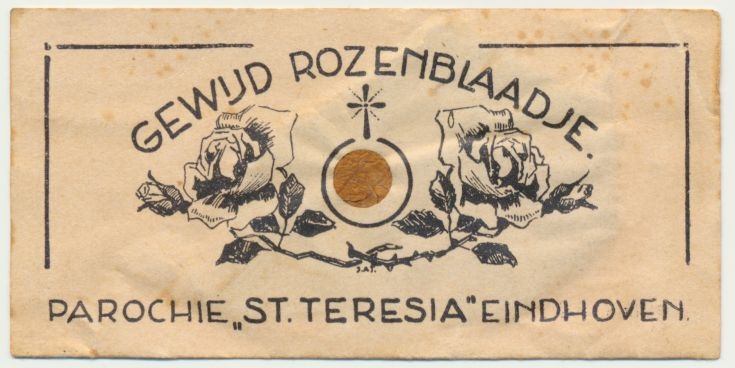 GEWIJD ROZENBLAADJE.
J.A.J.
PAROCHIE „ST. TERESIA" EINDHOVEN.